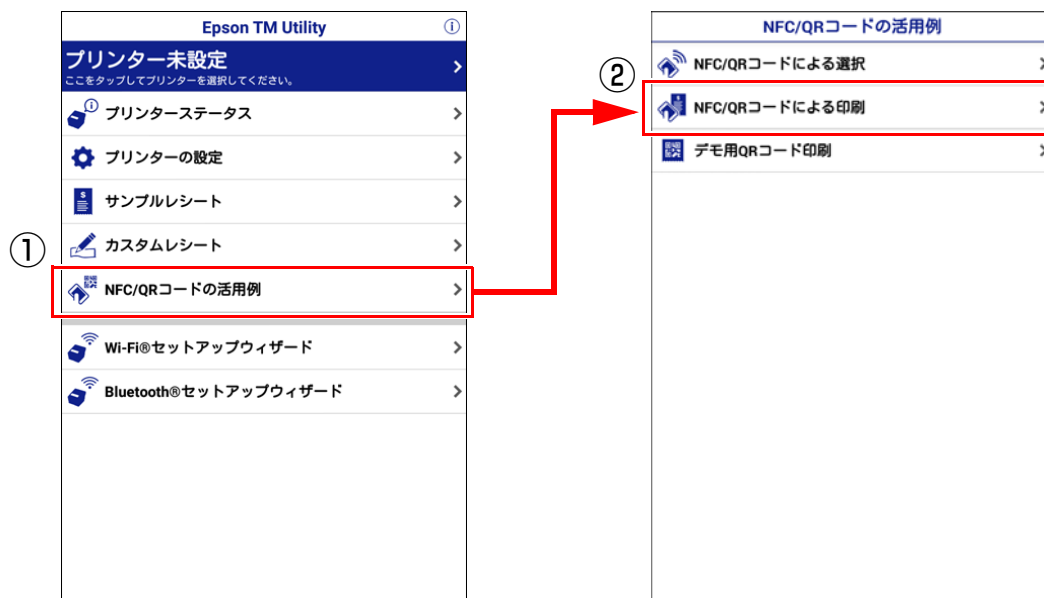 Epson TM Utility
プリンター未設定
ここをタップしてプリンターを選択してください。
プリンターステータス
プリンターの設定
サンプルレシート
カスタムレシート
①
NFC/QRコードの活用例
Wi-Fi®セットアップウィザード
Bluetooth®セットアップウィザード
NFC/QRコードの活用例
②
NFC/QRコードによる選択
NFC/QRコードによる印刷
デモ用QRコード印刷